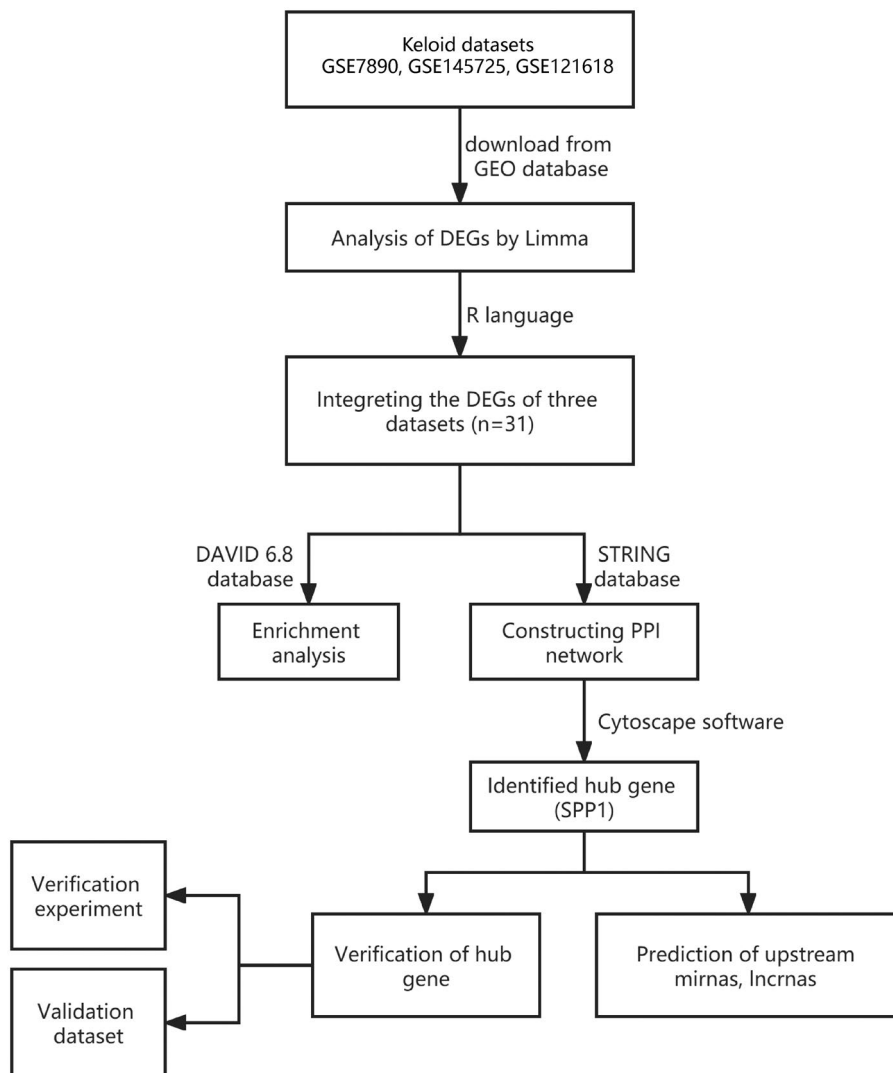 Keloid datasets
GSE7890, GSE145725, GSE121618
download from
GEO database
Analysis of DEGs by Limma
R language
Integreting the DEGs of three
datasets (n=31)
DAVID 6.8
database
STRING
database
Enrichment
analysis
Constructing PPI
network
Cytoscape software
Identified hub gene
(SPP1)
Verification
experiment
Verification of hub
gene
Prediction of upstream
mirnas, lncrnas
Validation
dataset